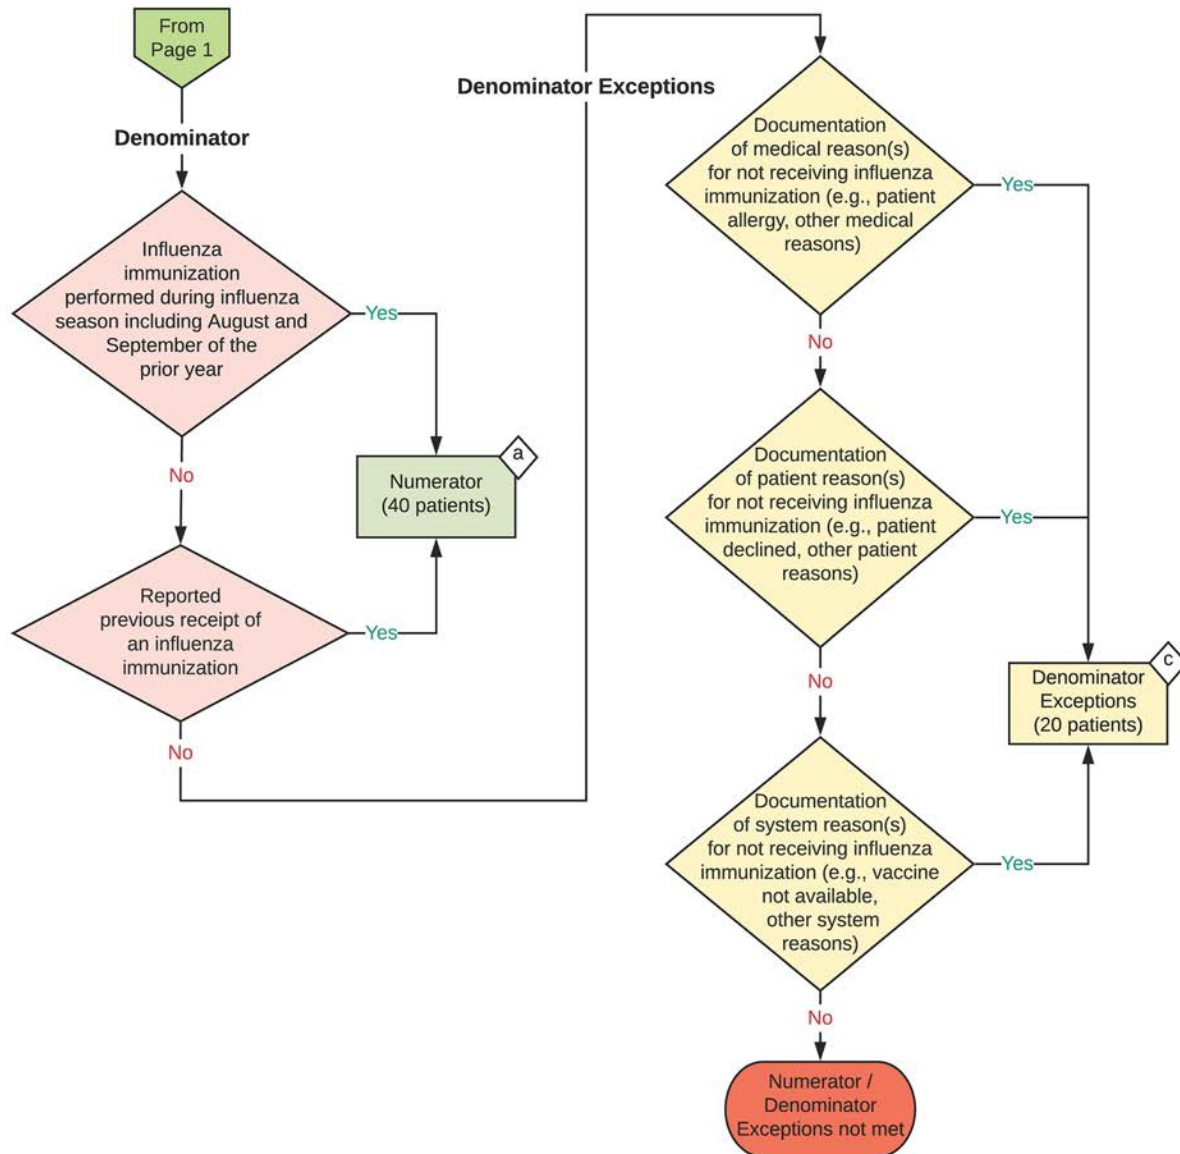 From
Page 1
Denominator
Influenza
immunization
performed during influenza
season including August and
September of the
prior year
Yes
No
a
Numerator
(40 patients)
Reported
previous receipt of
an influenza
immunization
Yes
No
Denominator Exceptions
Documentation
of medical reason(s)
for not receiving influenza
immunization (e.g., patient
allergy, other medical
reasons)
Yes
No
Documentation
of patient reason(s)
for not receiving influenza
immunization (e.g., patient
declined, other patient
reasons)
Yes
No
c
Denominator
Exceptions
(20 patients)
Documentation
of system reason(s)
for not receiving influenza
immunization (e.g., vaccine
not available,
other system
reasons)
Yes
No
Numerator /
Denominator
Exceptions not met